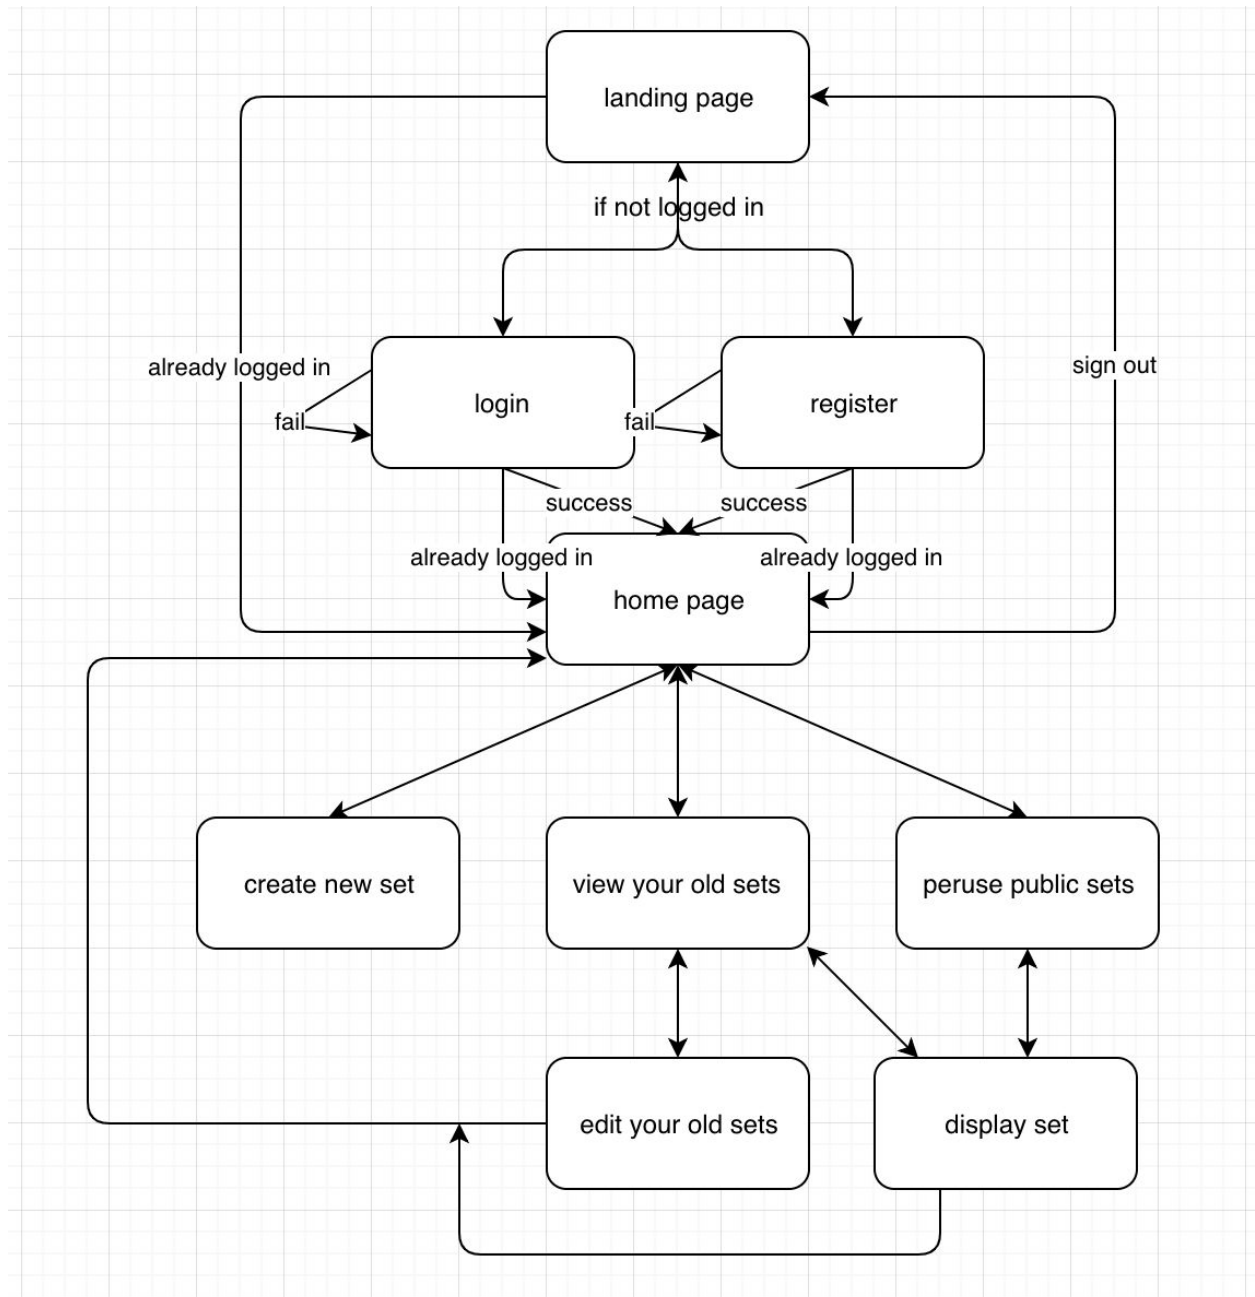 landing page
if not logged in
already logged in
sign out
login
register
fail
fail
success
success
already logged in
already logged in
home page
create new set
view your old sets
peruse public sets
edit your old sets
display set